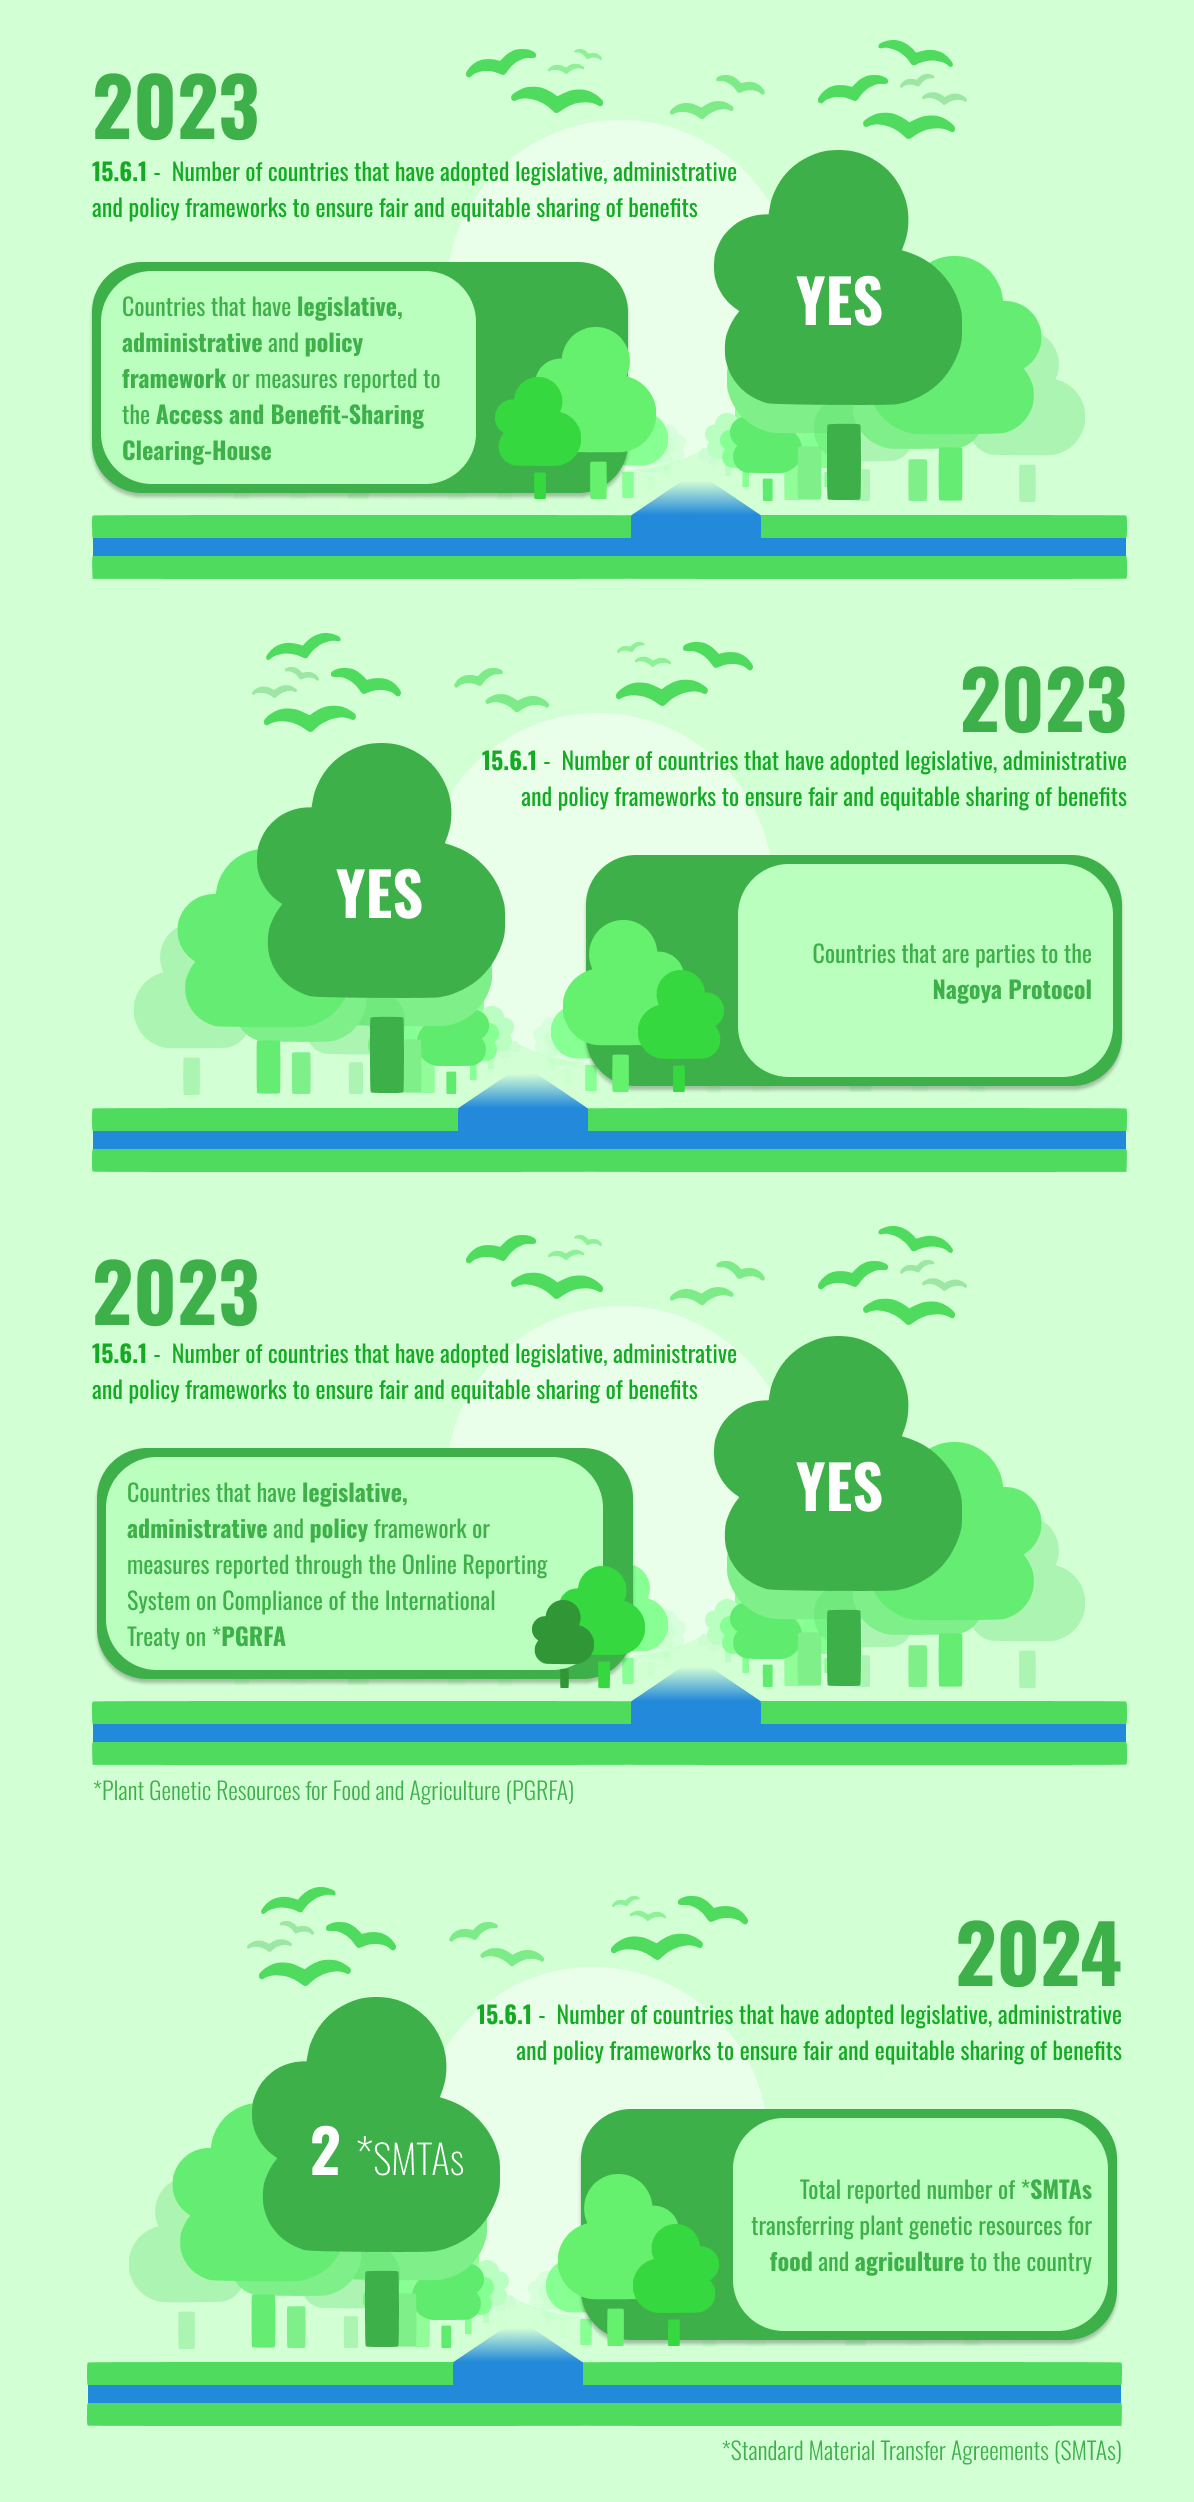 2023
15.6.1 - Number of countries that have adopted legislative, administrative
and policy frameworks to ensure fair and equitable sharing of benefits
Countries that have legislative,
administrative and policy
framework or measures reported to
the Access and Benefit-Sharing
Clearing-House
YES
2023
15.6.1 - Number of countries that have adopted legislative, administrative
and policy frameworks to ensure fair and equitable sharing of benefits
YES
Countries that are parties to the
Nagoya Protocol
2023
15.6.1 - Number of countries that have adopted legislative, administrative
and policy frameworks to ensure fair and equitable sharing of benefits
Countries that have legislative,
administrative and policy framework or
measures reported through the Online Reporting
System on Compliance of the International
Treaty on *PGRFA
YES
*Plant Genetic Resources for Food and Agriculture (PGRFA)
2024
15.6.1 - Number of countries that have adopted legislative, administrative
and policy frameworks to ensure fair and equitable sharing of benefits
2 *SMTAs
Total reported number of *SMTAs
transferring plant genetic resources for
food and agriculture to the country
*Standard Material Transfer Agreements (SMTAs)